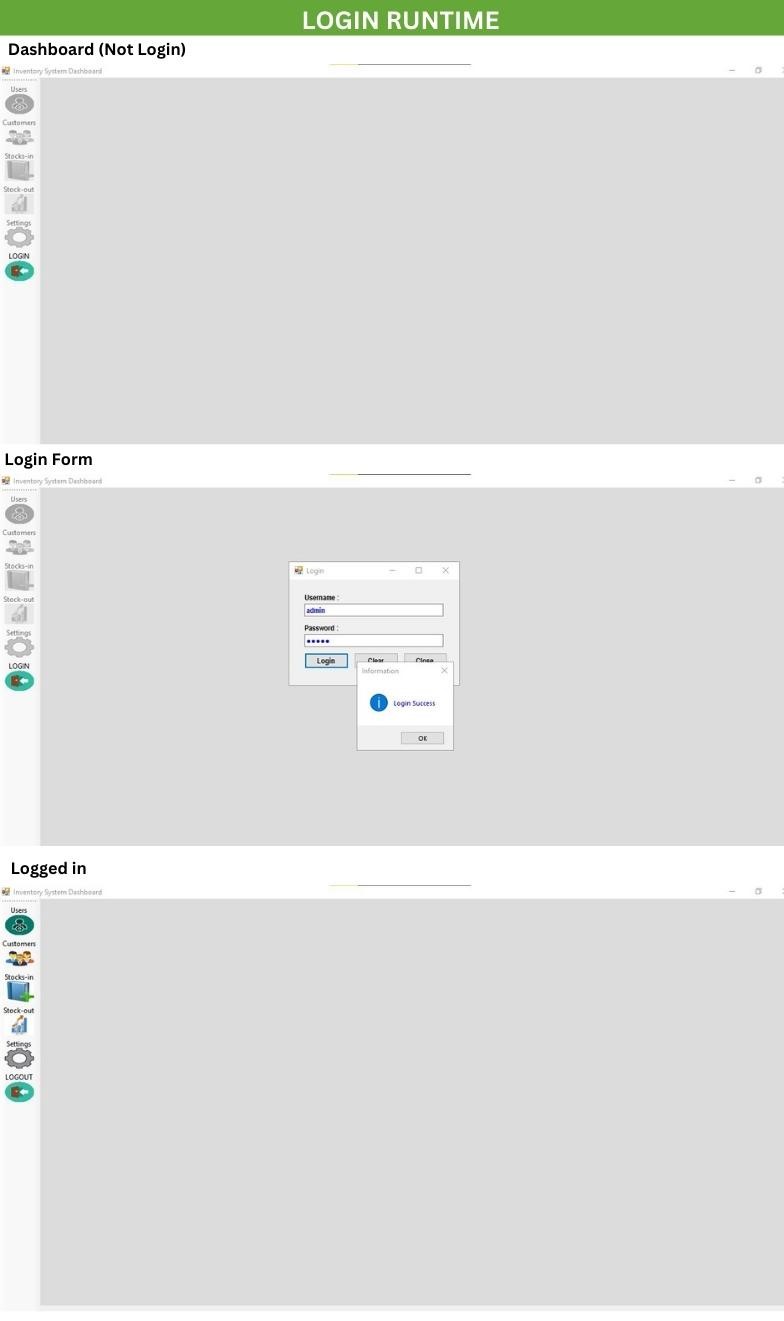 LOGIN RUNTIME
Dashboard (Not Login)
Inventory System Dashboard
Users
Customers
Stocks-in
Stock-out
Settings
LOGIN
Login Form
Inventory System Dashboard
Users
Customers
Stocks-in
Stock-out
Settings
LOGIN
Login
Username :
admin
Password :
●●●●●
Login Clear Close
Information
Login Success
OK
Logged in
Inventory System Dashboard
Users
Customers
Stocks-in
Stock-out
Settings
LOGOUT